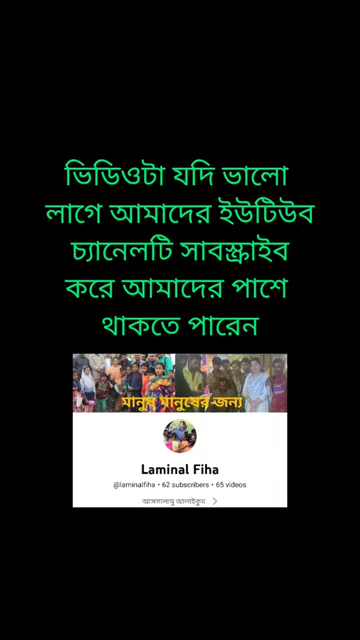 ভিডিওটা যদি ভালো
লাগে আমাদের ইউটিউব
চ্যানেলটি সাবস্ক্রাইব
করে আমাদের পাশে
থাকতে পারেন
মানুষ মানুষের জন্য
Laminal Fiha
@laminalfiha • 62 subscribers • 65 videos
আসসালামু আলাইকুম